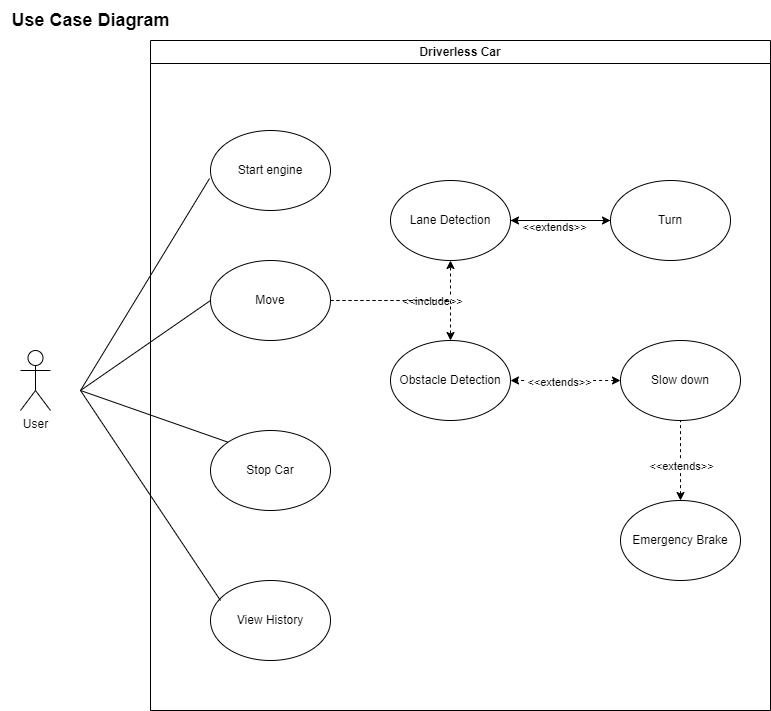 Use Case Diagram
Driverless Car
Start engine
Lane Detection
Turn
<<extends>>
Move
<<include>>
Obstacle Detection
<<extends>>
Slow down
User
Stop Car
<<extends>>
Emergency Brake
View History